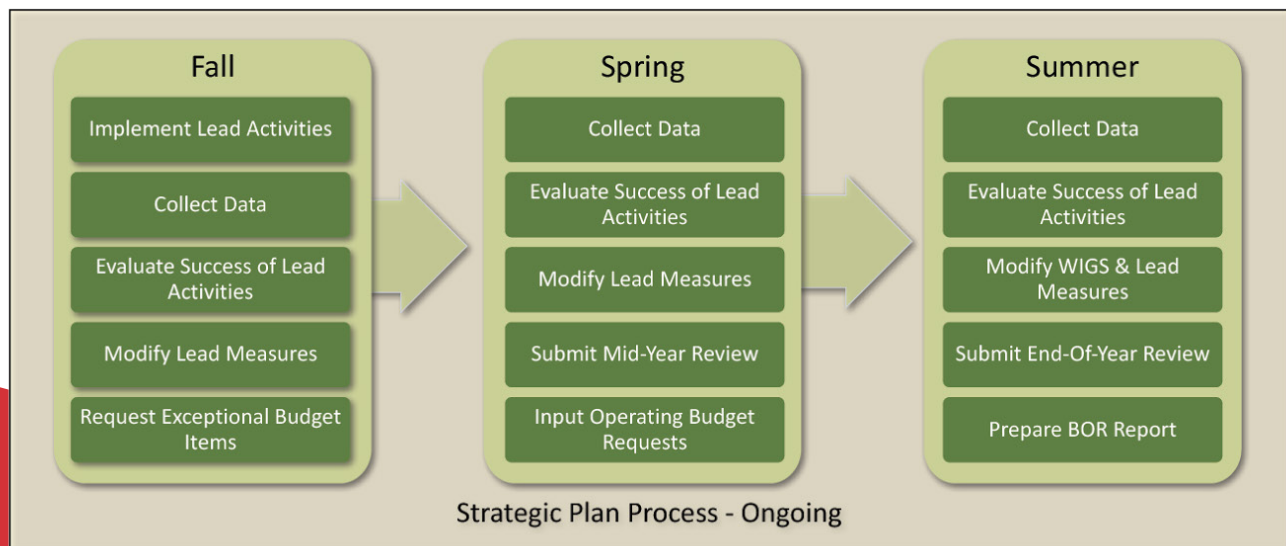 Fall
Implement Lead Activities
Collect Data
Evaluate Success of Lead
Activities
Modify Lead Measures
Request Exceptional Budget
Items
Spring
Collect Data
Evaluate Success of Lead
Activities
Modify Lead Measures
Submit Mid-Year Review
Input Operating Budget
Requests
Summer
Collect Data
Evaluate Success of Lead
Activities
Modify WIGS & Lead
Measures
Submit End-Of-Year Review
Prepare BOR Report
Strategic Plan Process - Ongoing